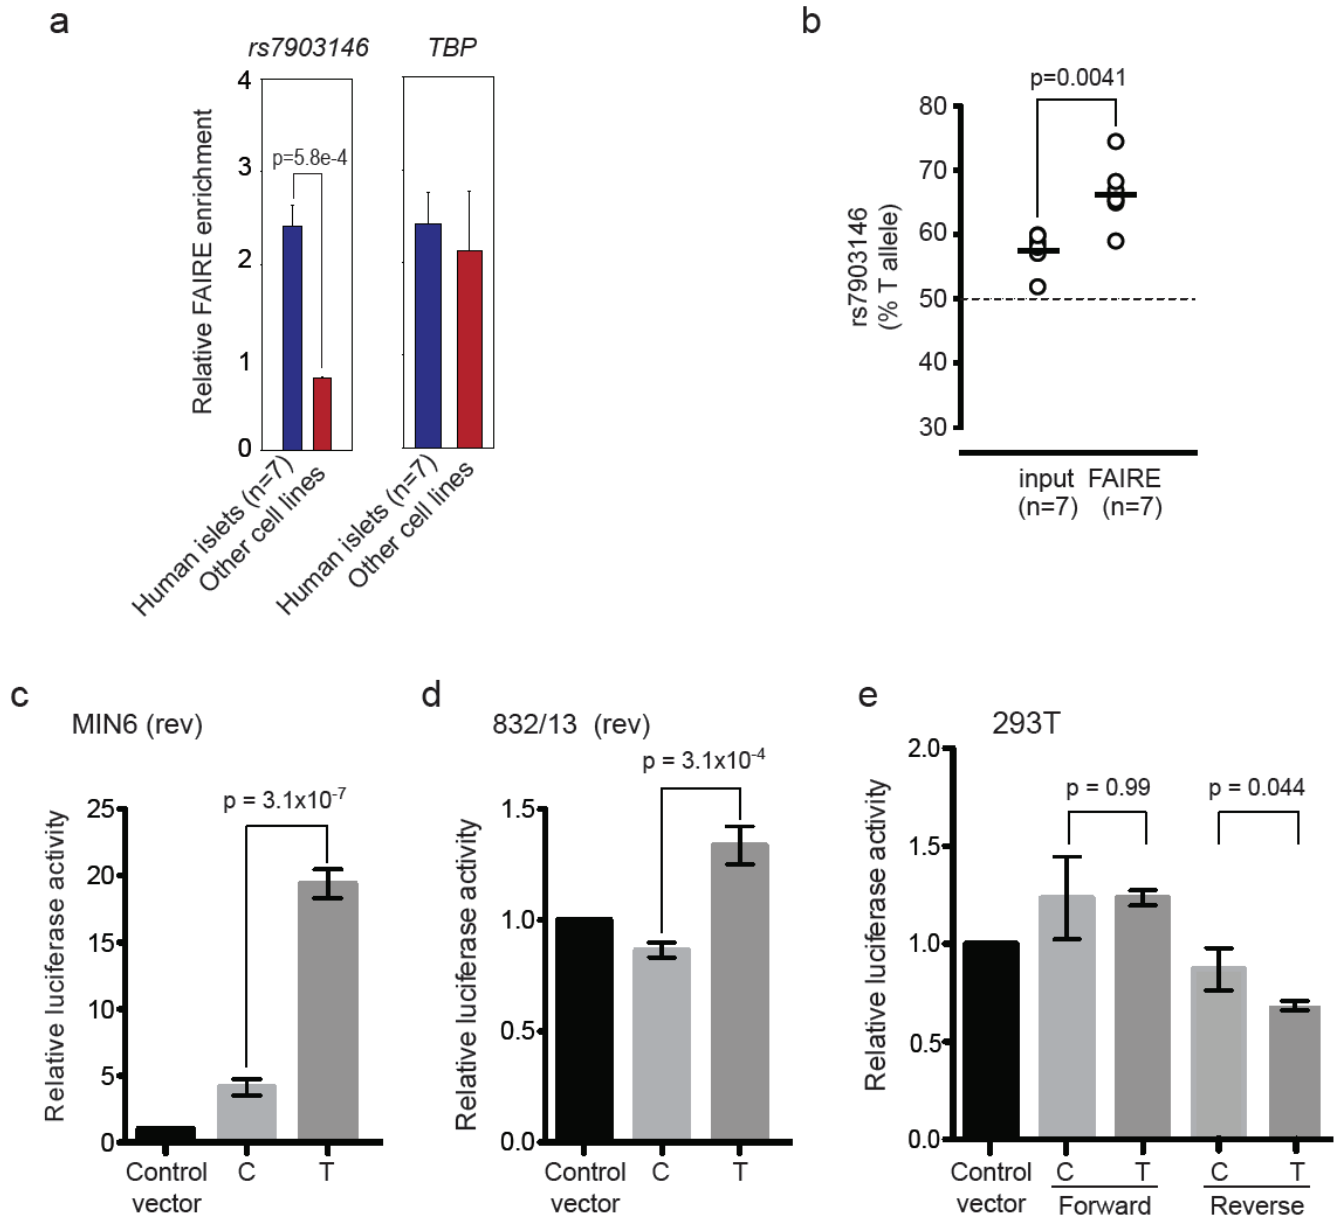 a
rs7903146
TBP
Relative FAIRE enrichment
4
3
2
1
0
p=5.8e-4
Human islets (n=7)
Other cell lines
Human islets (n=7)
Other cell lines
b
p=0.0041
rs7903146
(% T allele)
80
70
60
50
40
30
input FAIRE
(n=7) (n=7)
c
MIN6 (rev)
p = 3.1x10⁻⁷
Relative luciferase activity
25
20
15
10
5
0
Control C T
vector
d
832/13 (rev)
p = 3.1x10⁻⁴
Relative luciferase activity
1.5
1.0
0.5
0.0
Control C T
vector
e
293T
p = 0.99 p = 0.044
Relative luciferase activity
2.0
1.5
1.0
0.5
0.0
Control C T C T
vector Forward Reverse